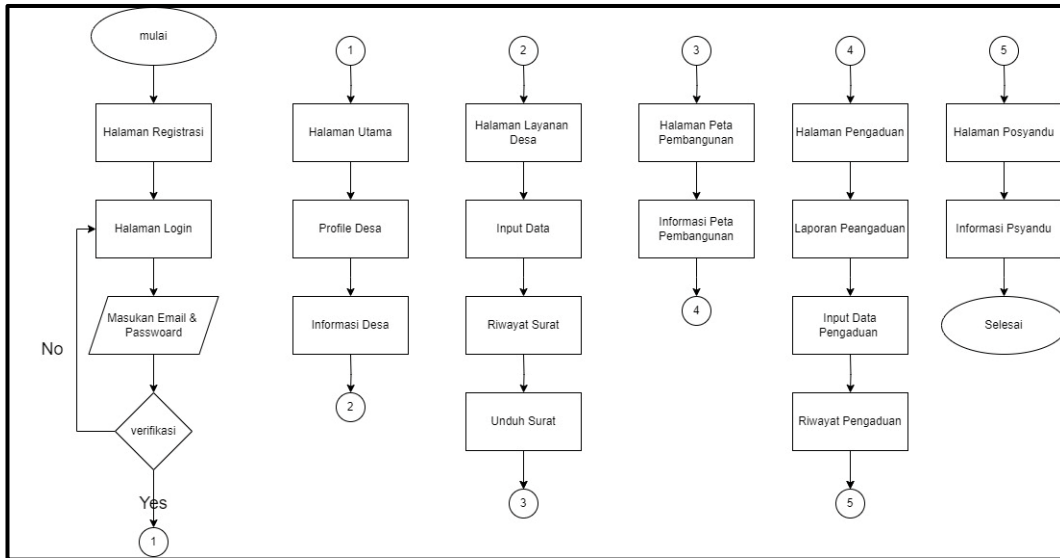 mulai
Halaman Registrasi
Halaman Login
Masukan Email &
Passwoard
No
verifikasi
Yes
1
1
Halaman Utama
Profile Desa
Informasi Desa
2
2
Halaman Layanan
Desa
Input Data
Riwayat Surat
Unduh Surat
3
3
Halaman Peta
Pembangunan
Informasi Peta
Pembangunan
4
4
Halaman Pengaduan
Laporan Peangaduan
Input Data
Pengaduan
Riwayat Pengaduan
5
5
Halaman Posyandu
Informasi Psyandu
Selesai